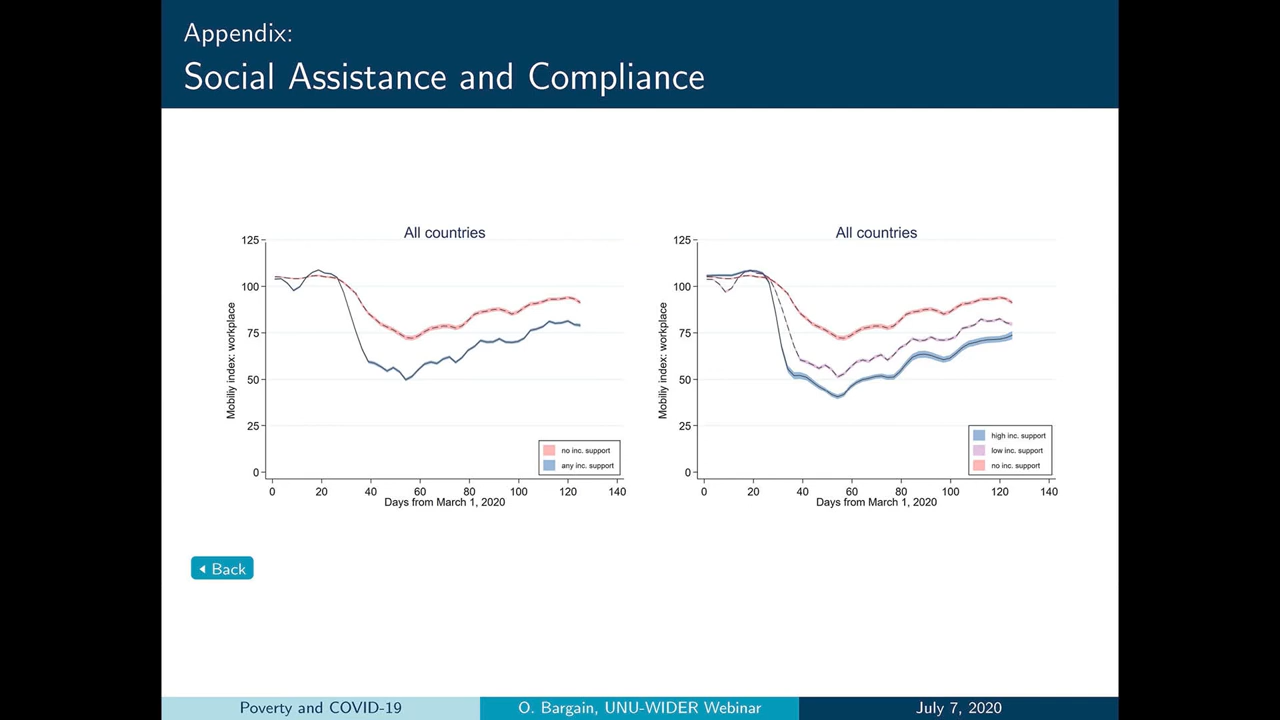 Appendix:
Social Assistance and Compliance
All countries
125
100
75
50
25
0
Mobiliy index: workplace
0 20 40 60 80 100 120 140
Days from March 1, 2020
no inc. support
any inc. support
All countries
125
100
75
50
25
0
Mobiliy index: workplace
0 20 40 60 80 100 120 140
Days from March 1, 2020
high inc. support
low inc. support
no inc. support
Back
Poverty and COVID-19
O. Bargain, UNU-WIDER Webinar
July 7, 2020